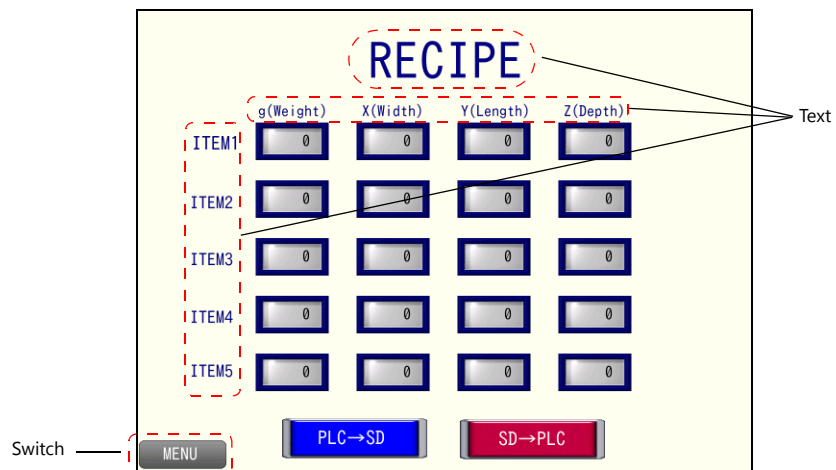 RECIPE
g(Weight) X(Width) Y(Length) Z(Depth)
Text
ITEM1 0 0 0 0
ITEM2 0 0 0 0
ITEM3 0 0 0 0
ITEM4 0 0 0 0
ITEM5 0 0 0 0
PLC→SD SD→PLC
Switch MENU